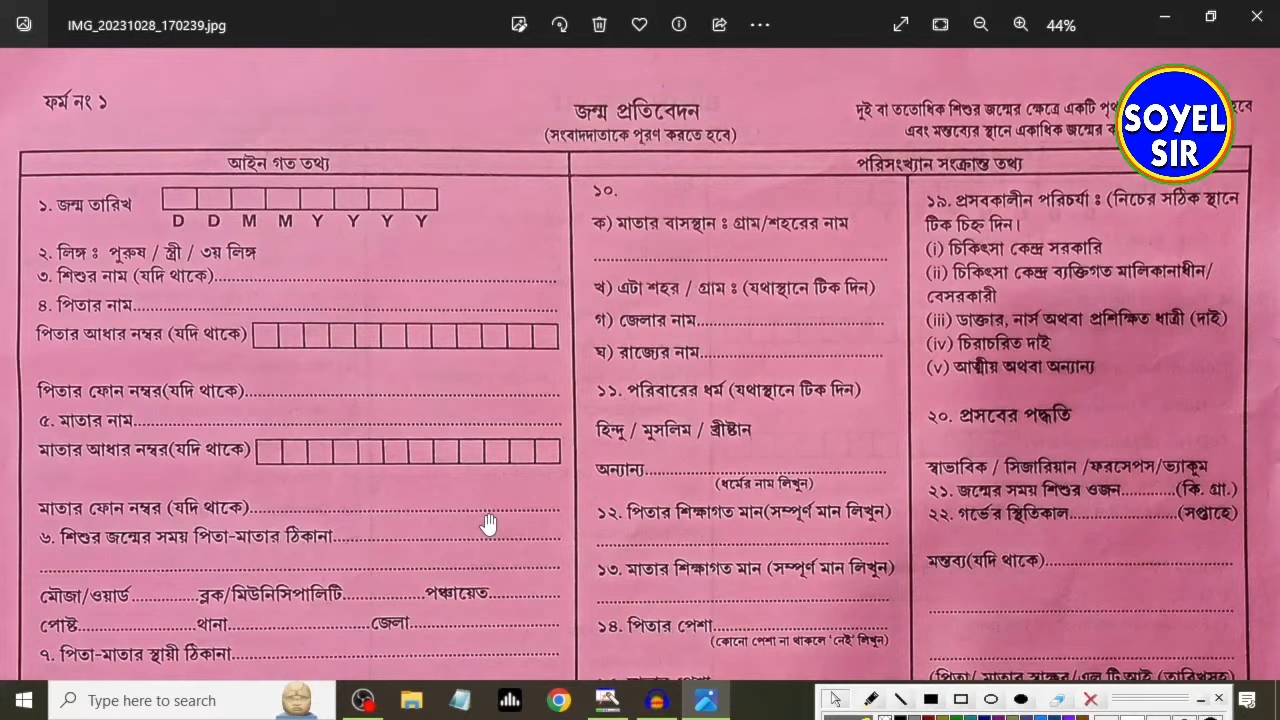 IMG_20231028_170239.jpg
44%
ফর্ম নং ১
জন্ম প্রতিবেদন
(সংবাদদাতাকে পূরণ করতে হবে)
দুই বা ততোধিক শিশুর জন্মের ক্ষেত্রে একটি
এবং মন্তব্যের স্থানে একাধিক জন্মের
SOYEL
SIR
আইন গত তথ্য
পরিসংখ্যান সংক্রান্ত তথ্য
১. জন্ম তারিখ
D D M M Y Y Y Y
২. লিঙ্গ ঃ পুরুষ / স্ত্রী / ৩য় লিঙ্গ
৩. শিশুর নাম (যদি থাকে)
৪. পিতার নাম
পিতার আধার নম্বর (যদি থাকে)
পিতার ফোন নম্বর(যদি থাকে)
৫. মাতার নাম
মাতার আধার নম্বর(যদি থাকে)
মাতার ফোন নম্বর (যদি থাকে)
৬. শিশুর জন্মের সময় পিতা-মাতার ঠিকানা
মৌজা/ওয়ার্ড ব্লক/মিউনিসিপালিটি পঞ্চায়েত
পোষ্ট থানা জেলা
৭. পিতা-মাতার স্থায়ী ঠিকানা
১০.
ক) মাতার বাসস্থান ঃ গ্রাম/শহরের নাম
খ) এটা শহর / গ্রাম ঃ (যথাস্থানে টিক দিন)
গ) জেলার নাম
ঘ) রাজ্যের নাম
১১. পরিবারের ধর্ম (যথাস্থানে টিক দিন)
হিন্দু / মুসলিম / খ্রীষ্টান
অন্যান্য
(ধর্মের নাম লিখুন)
১২. পিতার শিক্ষাগত মান(সম্পূর্ণ মান লিখুন)
১৩. মাতার শিক্ষাগত মান (সম্পূর্ণ মান লিখুন)
১৪. পিতার পেশা
(কোনো পেশা না থাকলে 'নেই' লিখুন)
১৯. প্রসবকালীন পরিচর্যা ঃ (নিচের সঠিক স্থানে
টিক চিহ্ন দিন।
(i) চিকিৎসা কেন্দ্র সরকারি
(ii) চিকিৎসা কেন্দ্র ব্যক্তিগত মালিকানাধীন/
বেসরকারী
(iii) ডাক্তার, নার্স অথবা প্রশিক্ষিত ধাত্রী (দাই)
(iv) চিরাচরিত দাই
(v) আত্মীয় অথবা অন্যান্য
২০. প্রসবের পদ্ধতি
স্বাভাবিক / সিজারিয়ান /ফরসেপস/ভ্যাকুম
২১. জন্মের সময় শিশুর ওজন (কি. গ্রা.)
২২. গর্ভের স্থিতিকাল (সপ্তাহে)
মন্তব্য(যদি থাকে)
Type here to search